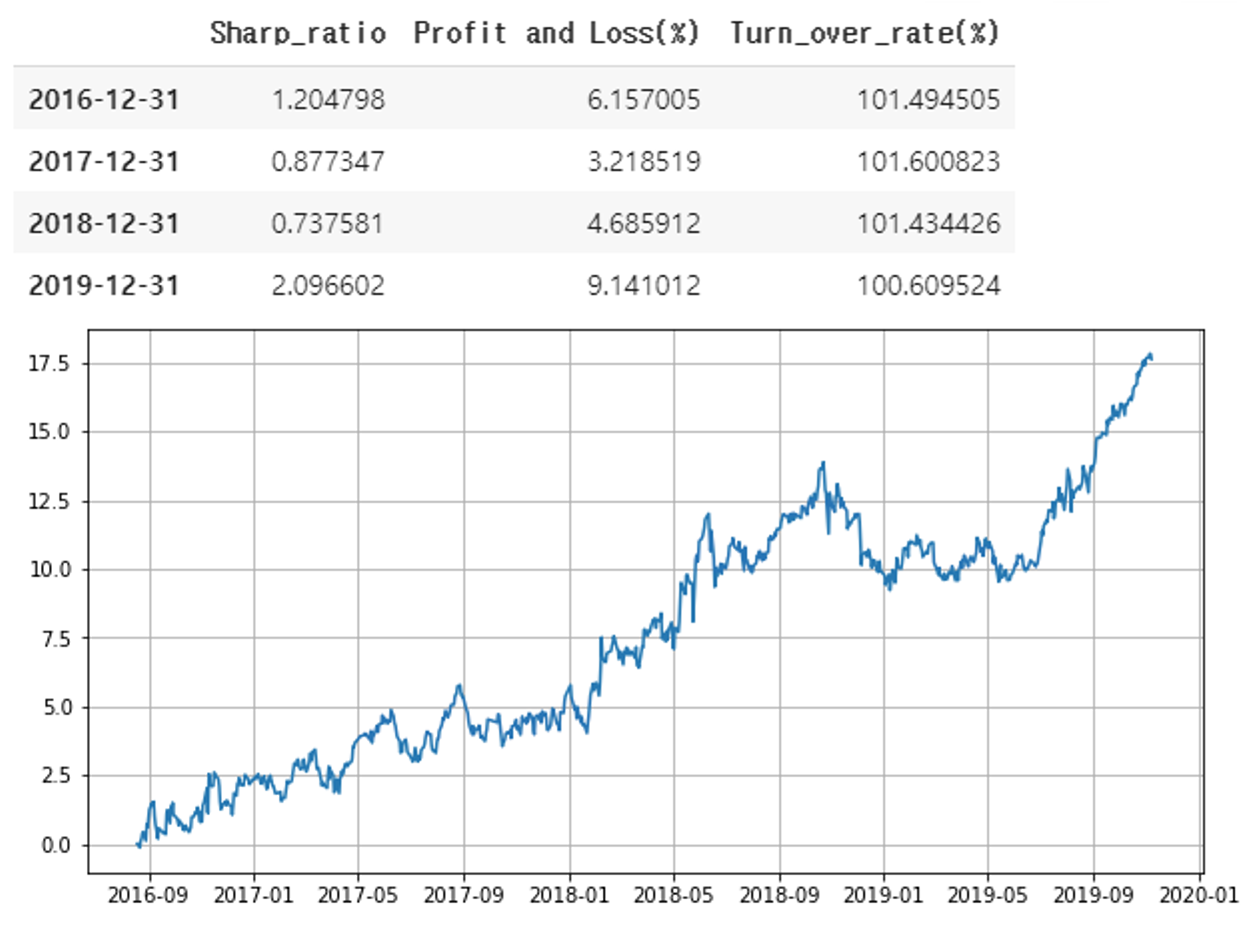 Sharp_ratio Profit and Loss(%) Turn_over_rate(%)
2016-12-31 1.204798 6.157005 101.494505
2017-12-31 0.877347 3.218519 101.600823
2018-12-31 0.737581 4.685912 101.434426
2019-12-31 2.096602 9.141012 100.609524
17.5
15.0
12.5
10.0
7.5
5.0
2.5
0.0
2016-09 2017-01 2017-05 2017-09 2018-01 2018-05 2018-09 2019-01 2019-05 2019-09 2020-01